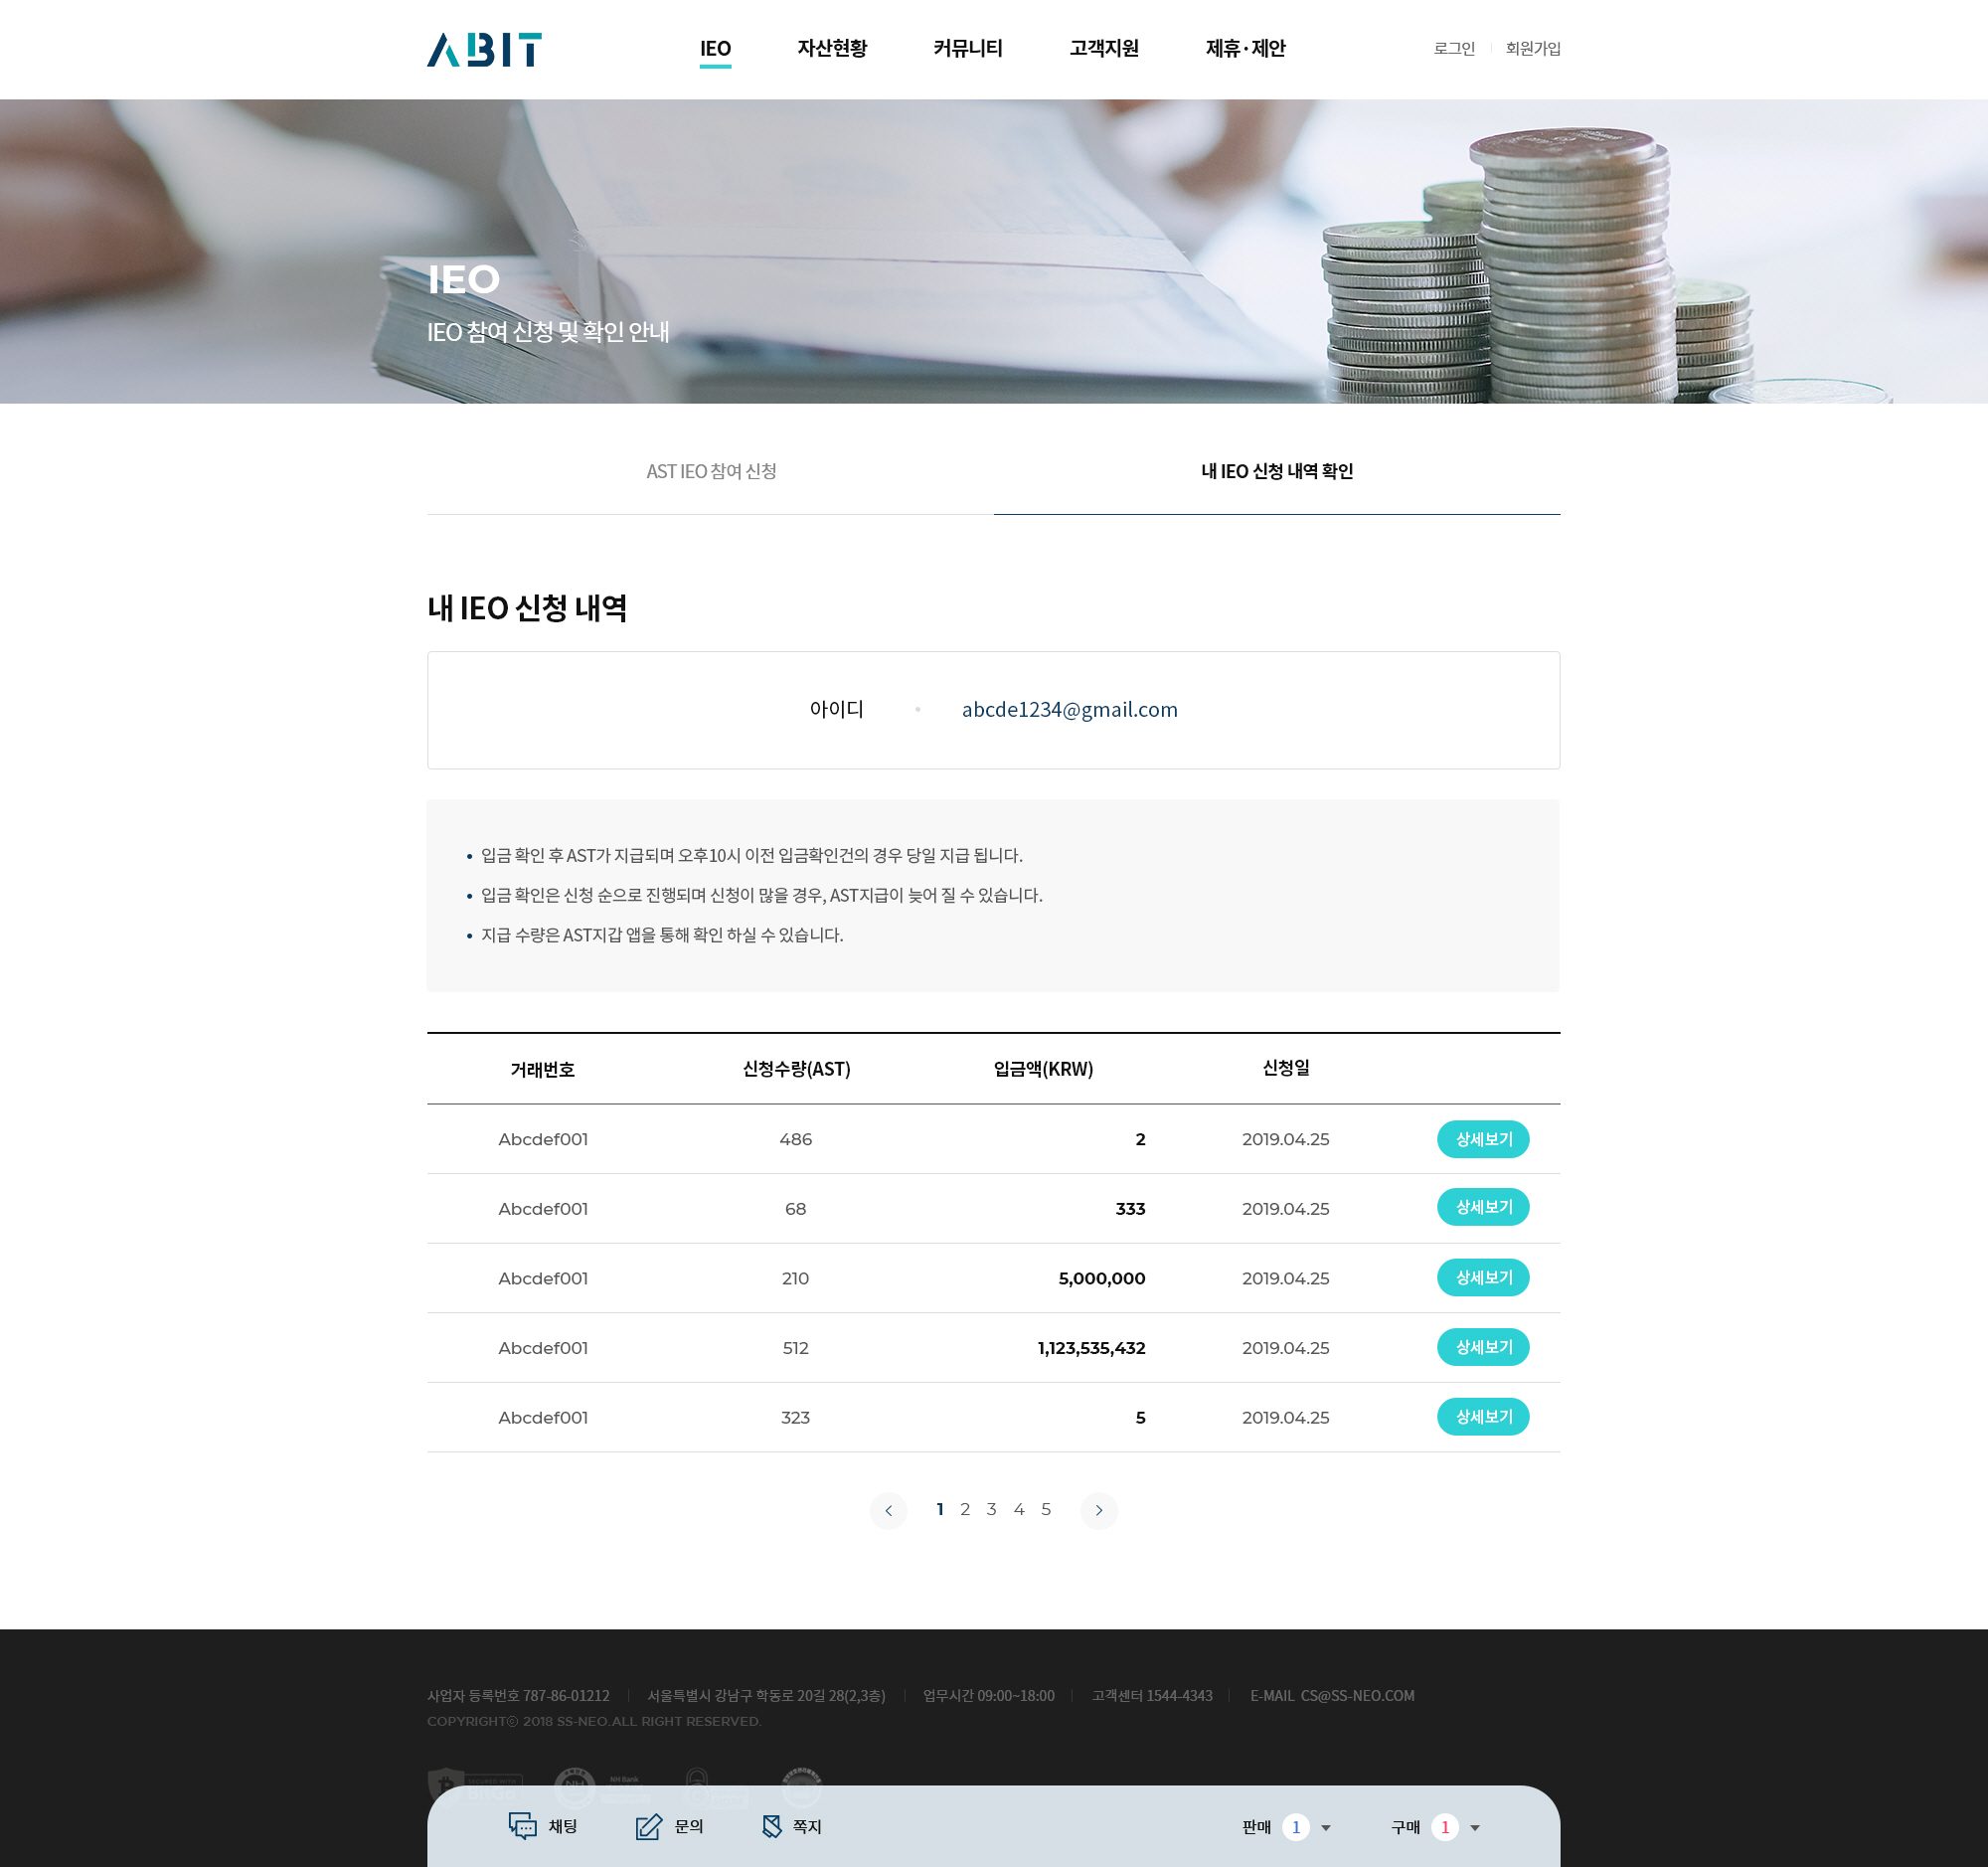 ABIT
IEO 자산현황 커뮤니티 고객지원 제휴·제안 로그인 회원가입
IEO
IEO 참여 신청 및 확인 안내
AST IEO 참여 신청 내 IEO 신청 내역 확인
내 IEO 신청 내역
아이디 abcde1234@gmail.com
• 입금 확인 후 AST가 지급되며 오후10시 이전 입금확인건의 경우 당일 지급 됩니다.
• 입금 확인은 신청 순으로 진행되며 신청이 많을 경우, AST지급이 늦어 질 수 있습니다.
• 지급 수량은 AST지갑 앱을 통해 확인 하실 수 있습니다.
거래번호 신청수량(AST) 입금액(KRW) 신청일
Abcdef001 486 2 2019.04.25 상세보기
Abcdef001 68 333 2019.04.25 상세보기
Abcdef001 210 5,000,000 2019.04.25 상세보기
Abcdef001 512 1,123,535,432 2019.04.25 상세보기
Abcdef001 323 5 2019.04.25 상세보기
1 2 3 4 5
사업자 등록번호 787-86-01212 서울특별시 강남구 학동로 20길 28(2,3층) 업무시간 09:00~18:00 고객센터 1544-4343 E-MAIL CS@SS-NEO.COM
COPYRIGHTⓒ 2018 SS-NEO.ALL RIGHT RESERVED.
SECURED WITH NH NH Bank
BitGo
채팅 문의 쪽지 판매 1 구매 1